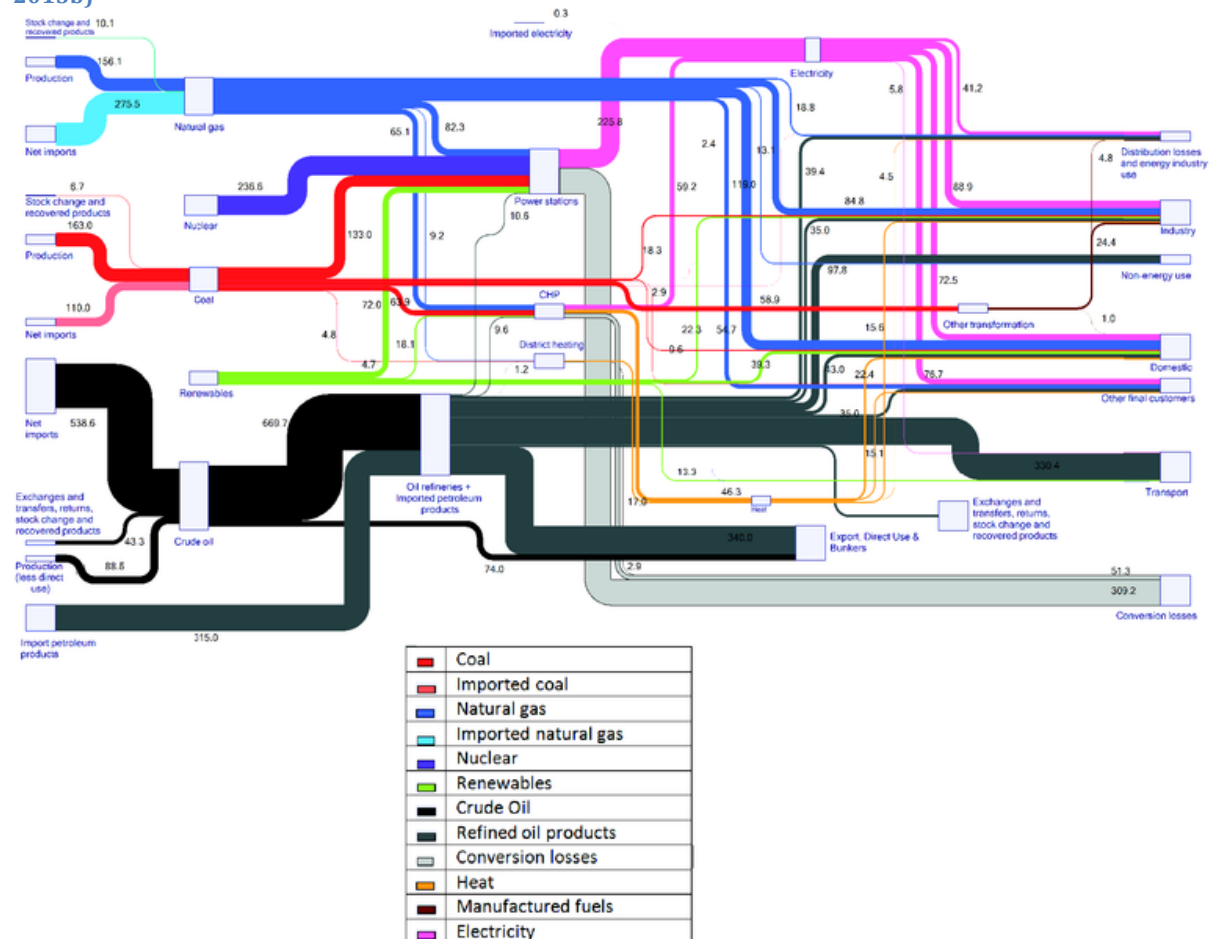 2015b)
Stock change and
recovered products
10.1
0.3
Imported electricity
156.1
Production
Electricity
275.5
Natural gas
65.1
82.3
225.8
2.4
13.1
18.8
5.8
41.2
Net imports
Distribution losses
and energy industry
use
4.8
39.4
4.5
6.7
Stock change and
recovered products
236.6
Nuclear
Power stations
59.2
119.0
88.9
84.8
163.0
10.6
Production
133.0
9.2
18.3
35.0
Industry
24.4
Coal
97.8
Non-energy use
72.5
110.0
72.0
63.9
CHP
2.9
58.9
Net imports
Other transformation
1.0
4.8
18.1
9.6
District heating
22.3
54.7
15.6
0.6
Domestic
4.7
1.2
39.3
43.0
22.4
76.7
Renewables
Other final customers
Net
imports
538.6
669.7
35.0
15.1
330.4
Transport
Oil refineries +
Imported petroleum
products
13.3
46.3
17.0
Heat
Exchanges and
transfers, returns,
stock change and
recovered products
Exchanges and
transfers, returns,
stock change and
recovered products
43.3
Crude oil
340.0
Export, Direct Use &
Bunkers
Production
(less direct
use)
88.5
74.0
2.9
51.3
309.2
Conversion losses
315.0
Import petroleum
products
Coal
Imported coal
Natural gas
Imported natural gas
Nuclear
Renewables
Crude Oil
Refined oil products
Conversion losses
Heat
Manufactured fuels
Electricity